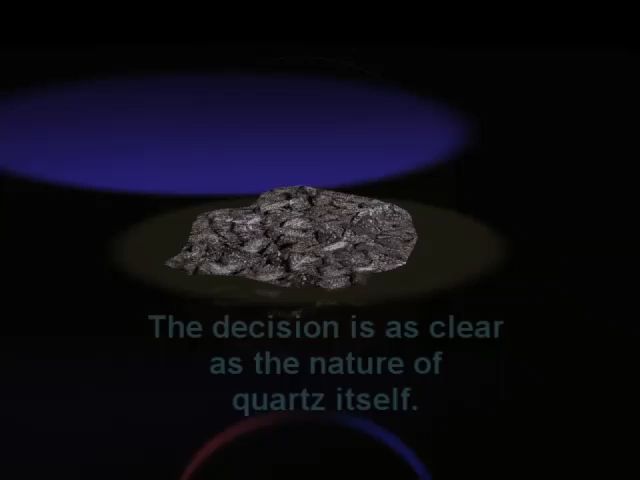 The decision is as clear
as the nature of
quartz itself.